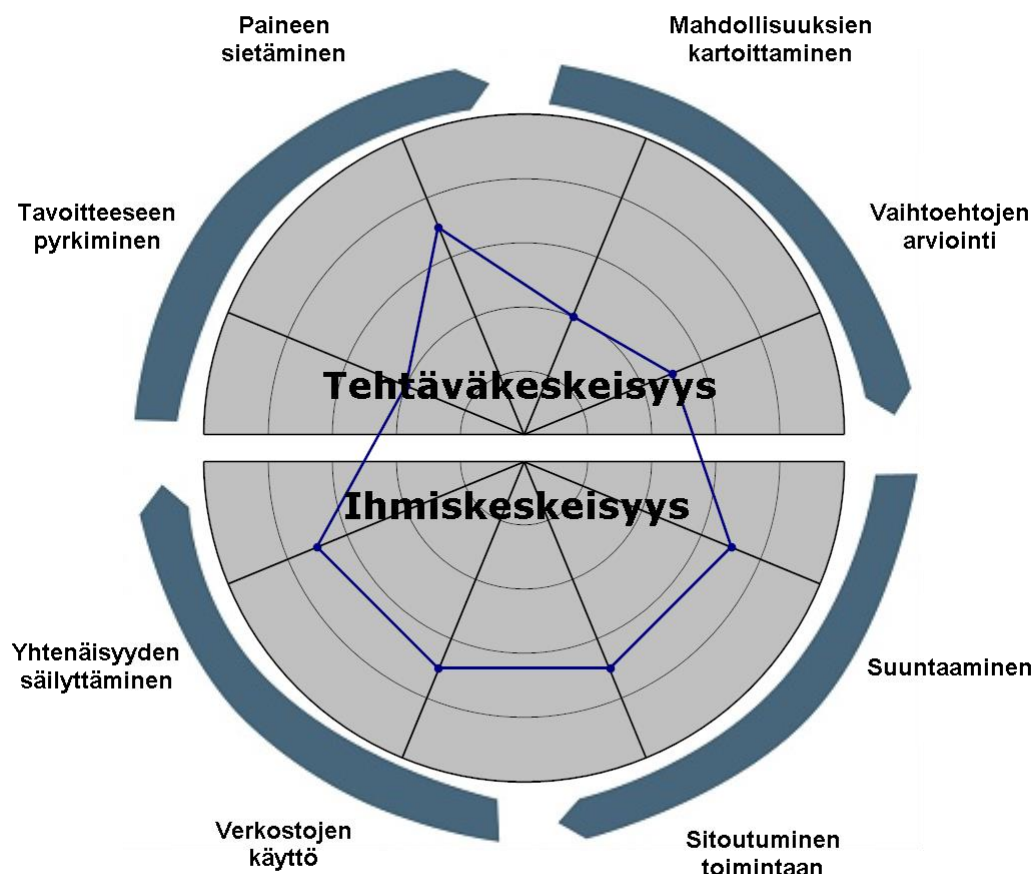 Paineen
sietäminen
Mahdollisuuksien
kartoittaminen
Tavoitteeseen
pyrkiminen
Vaihtoehtojen
arviointi
Tehtäväkeskeisyys
Ihmiskeskeisyys
Yhtenäisyyden
säilyttäminen
Suuntaaminen
Verkostojen
käyttö
Sitoutuminen
toimintaan